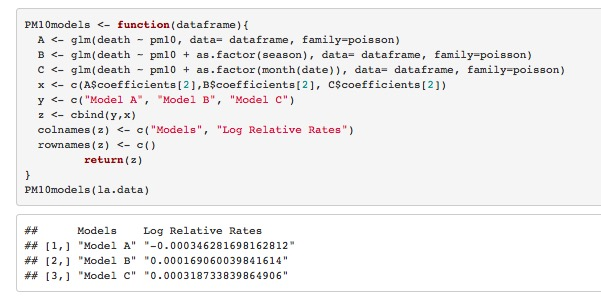 PM10models <- function(dataframe){
  A <- glm(death ~ pm10, data= dataframe, family=poisson)
  B <- glm(death ~ pm10 + as.factor(season), data= dataframe, family=poisson)
  C <- glm(death ~ pm10 + as.factor(month(date)), data= dataframe, family=poisson)
  x <- c(A$coefficients[2],B$coefficients[2], C$coefficients[2])
  y <- c("Model A", "Model B", "Model C")
  z <- cbind(y,x)
  colnames(z) <- c("Models", "Log Relative Rates")
  rownames(z) <- c()
        return(z)
}
PM10models(la.data)
##      Models    Log Relative Rates
## [1,] "Model A" "-0.000346281698162812"
## [2,] "Model B" "0.000169060039841614"
## [3,] "Model C" "0.000318733839864906"